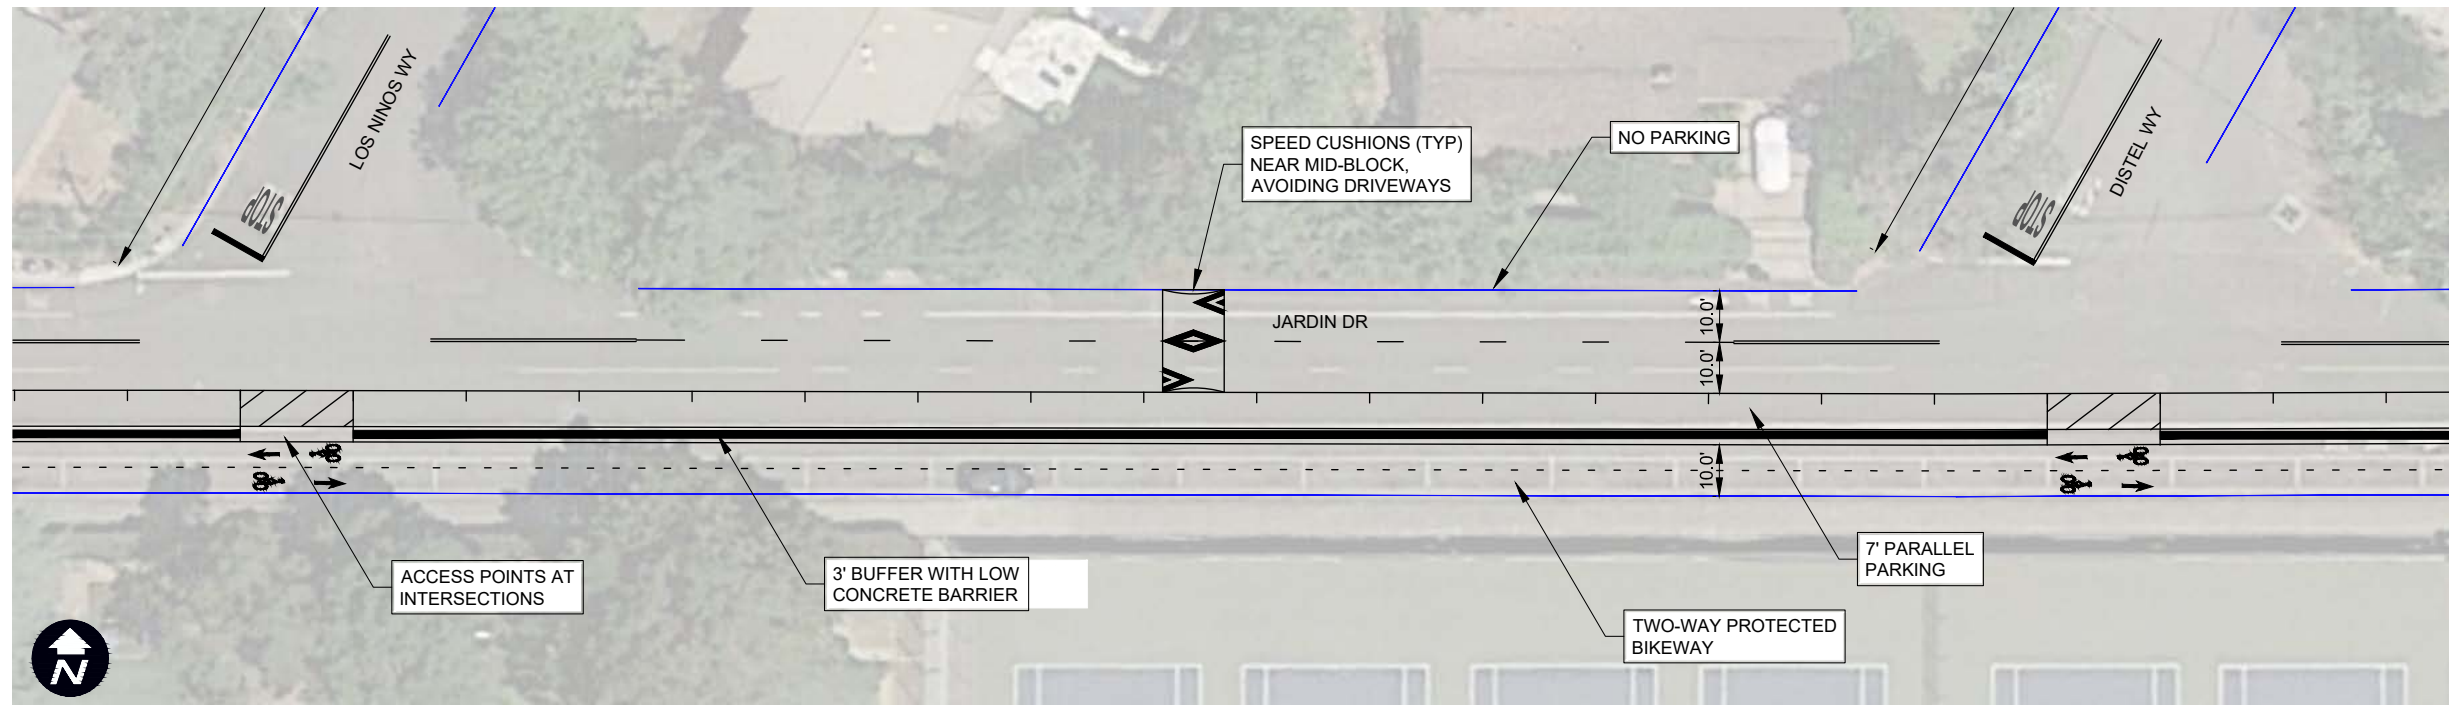 LOS NINOS WY
STOP
SPEED CUSHIONS (TYP)
NEAR MID-BLOCK,
AVOIDING DRIVEWAYS
NO PARKING
DISTEL WY
STOP
JARDIN DR
10.0'
10.0'
10.0'
ACCESS POINTS AT
INTERSECTIONS
3' BUFFER WITH LOW
CONCRETE BARRIER
7' PARALLEL
PARKING
TWO-WAY PROTECTED
BIKEWAY
N